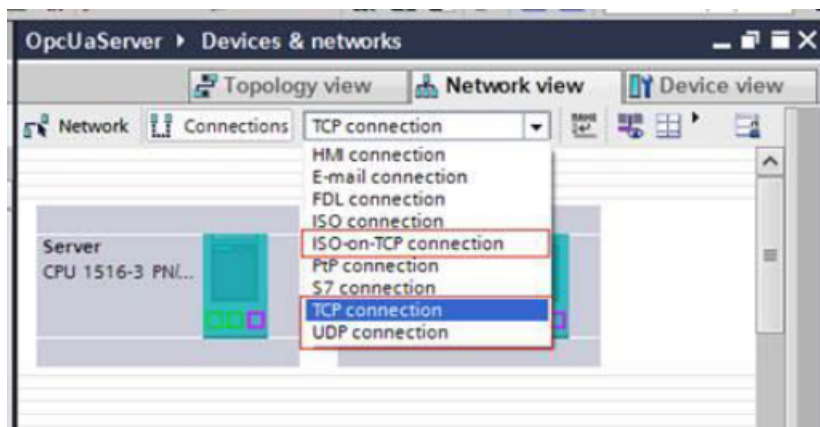 OpcUaServer ▸ Devices & networks
Topology view
Network view
Device view
Network
Connections
TCP connection
HMI connection
E-mail connection
FDL connection
ISO connection
ISO-on-TCP connection
PtP connection
S7 connection
TCP connection
UDP connection
Server
CPU 1516-3 PN/...